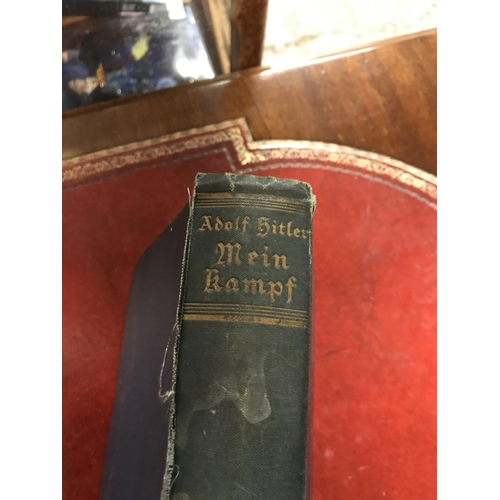 Adolf Hitler
Mein
Kampf